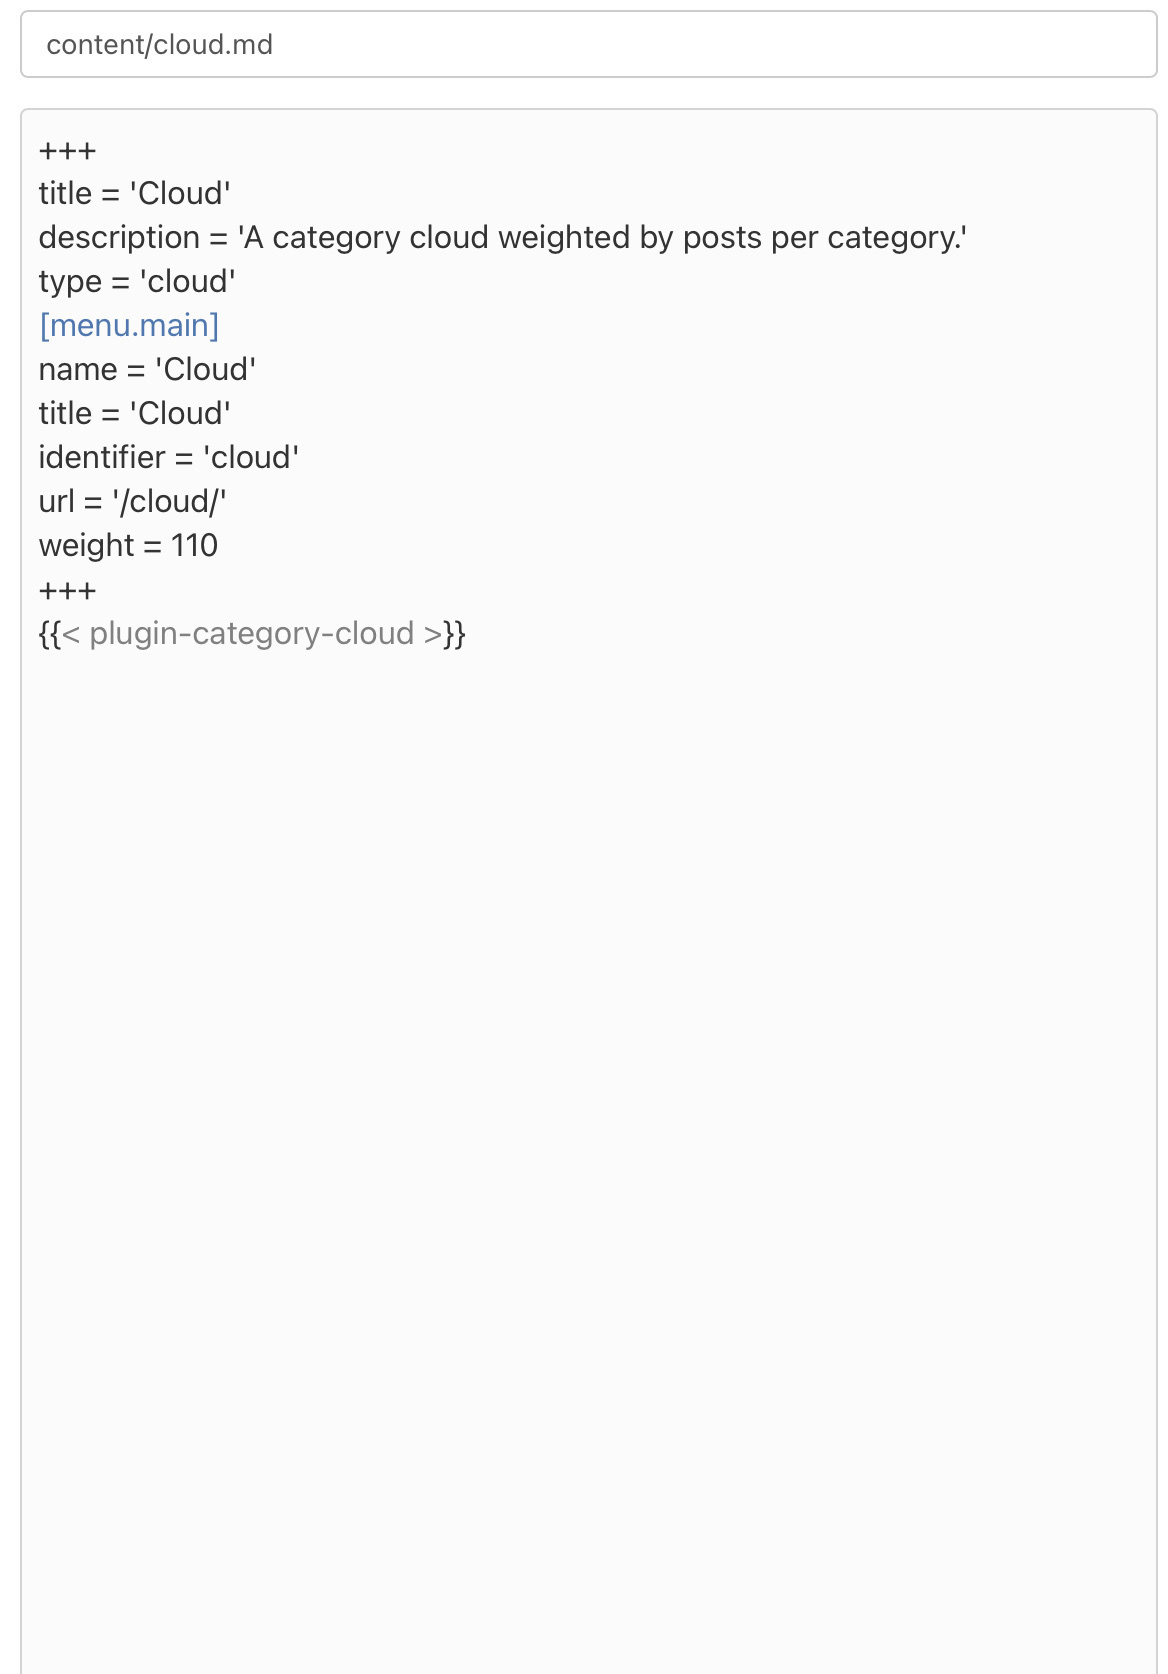 content/cloud.md
+++
title = 'Cloud'
description = 'A category cloud weighted by posts per category.'
type = 'cloud'
[menu.main]
name = 'Cloud'
title = 'Cloud'
identifier = 'cloud'
url = '/cloud/'
weight = 110
+++
{{< plugin-category-cloud >}}